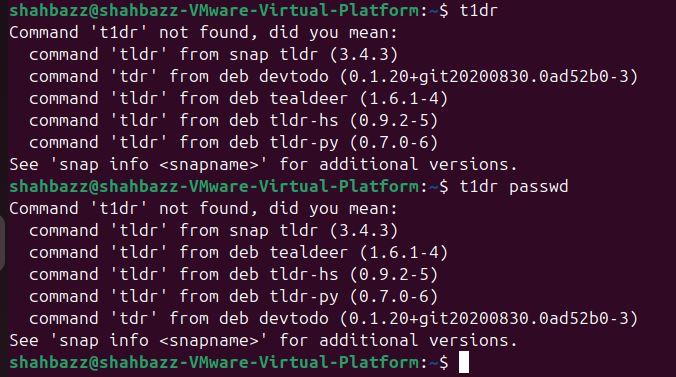 shahbazz@shahbazz-VMware-Virtual-Platform:~$ t1dr
Command 't1dr' not found, did you mean:
  command 'tldr' from snap tldr (3.4.3)
  command 'tdr' from deb devtodo (0.1.20+git20200830.0ad52b0-3)
  command 'tldr' from deb tealdeer (1.6.1-4)
  command 'tldr' from deb tldr-hs (0.9.2-5)
  command 'tldr' from deb tldr-py (0.7.0-6)
See 'snap info <snapname>' for additional versions.
shahbazz@shahbazz-VMware-Virtual-Platform:~$ t1dr passwd
Command 't1dr' not found, did you mean:
  command 'tldr' from snap tldr (3.4.3)
  command 'tldr' from deb tealdeer (1.6.1-4)
  command 'tldr' from deb tldr-hs (0.9.2-5)
  command 'tldr' from deb tldr-py (0.7.0-6)
  command 'tdr' from deb devtodo (0.1.20+git20200830.0ad52b0-3)
See 'snap info <snapname>' for additional versions.
shahbazz@shahbazz-VMware-Virtual-Platform:~$